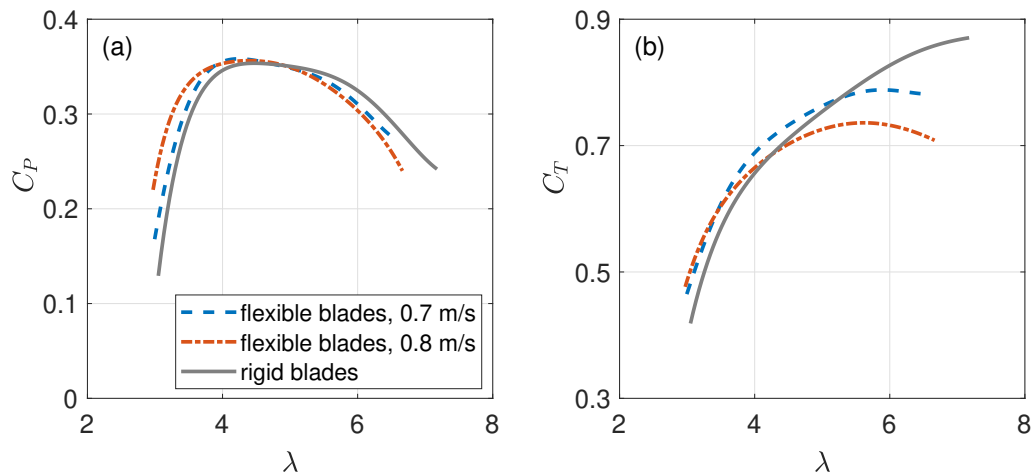 (a)
C_P
0.4
0.3
0.2
0.1
0
flexible blades, 0.7 m/s
flexible blades, 0.8 m/s
rigid blades
2 4 6 8
λ
(b)
C_T
0.9
0.7
0.5
0.3
2 4 6 8
λ